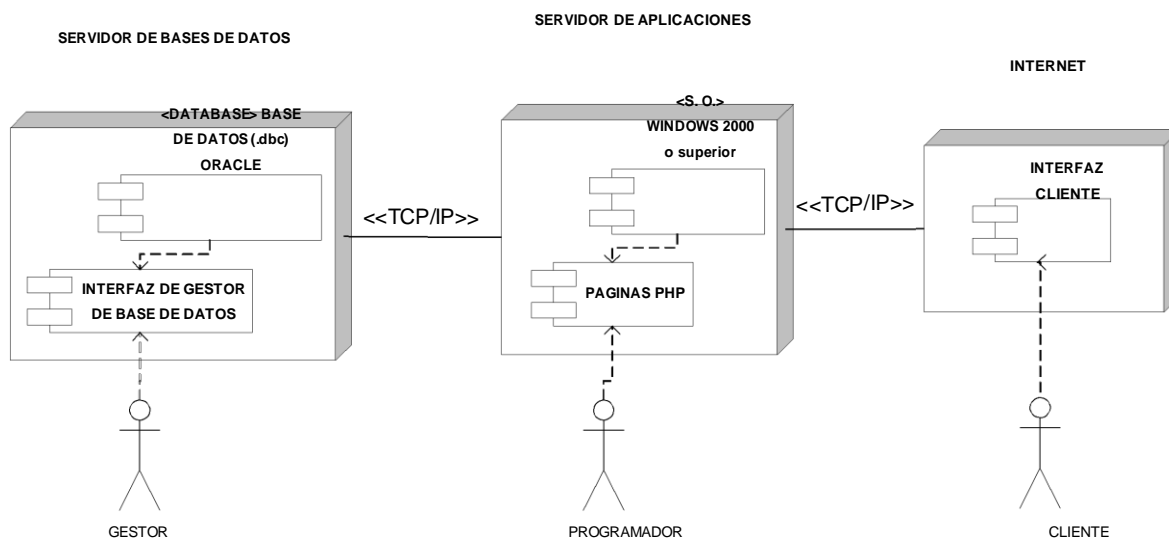 SERVIDOR DE BASES DE DATOS
SERVIDOR DE APLICACIONES
INTERNET
<DATABASE> BASE
DE DATOS (.dbc)
ORACLE
<S. O.>
WINDOWS 2000
o superior
INTERFAZ
CLIENTE
<<TCP/IP>>
<<TCP/IP>>
INTERFAZ DE GESTOR
DE BASE DE DATOS
PAGINAS PHP
GESTOR
PROGRAMADOR
CLIENTE